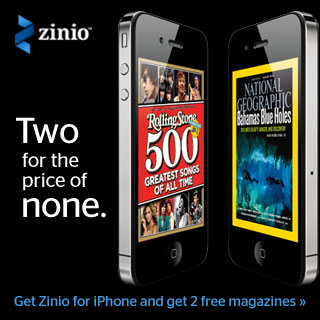 zinio™
Two
for the
price of
none.
Rolling Stone
500
GREATEST SONGS
OF ALL TIME
NATIONAL
GEOGRAPHIC
Bahamas Blue Holes
Get Zinio for iPhone and get 2 free magazines »